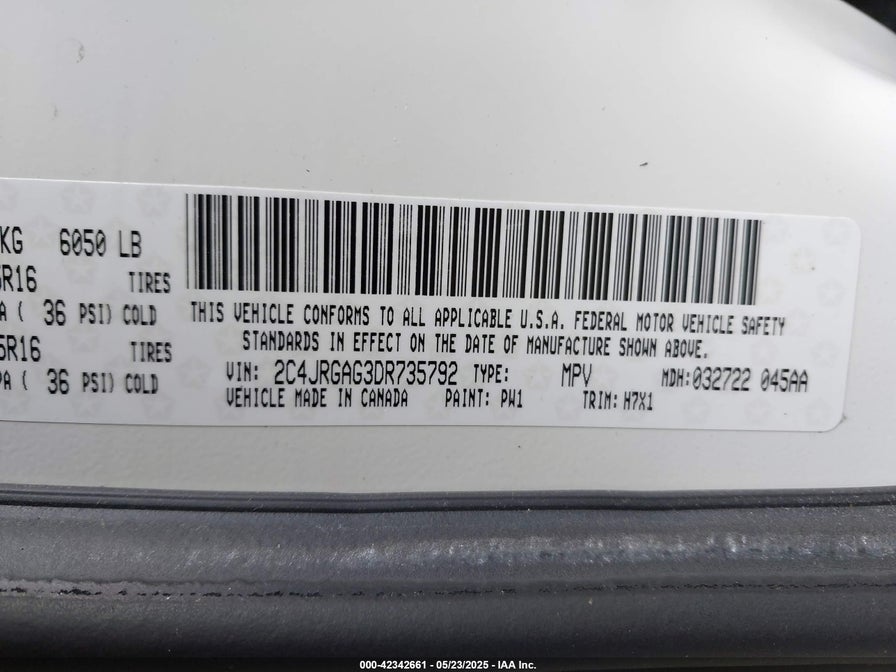 KG 6050 LB
5R16 TIRES
A ( 36 PSI) COLD
5R16 TIRES
PA ( 36 PSI) COLD
THIS VEHICLE CONFORMS TO ALL APPLICABLE U.S.A. FEDERAL MOTOR VEHICLE SAFETY
STANDARDS IN EFFECT ON THE DATE OF MANUFACTURE SHOWN ABOVE.
VIN: 2C4JRGAG3DR735792 TYPE: MPV MDH:032722 045AA
VEHICLE MADE IN CANADA PAINT: PW1 TRIM: H7X1
000-42342661 - 05/23/2025 - IAA Inc.